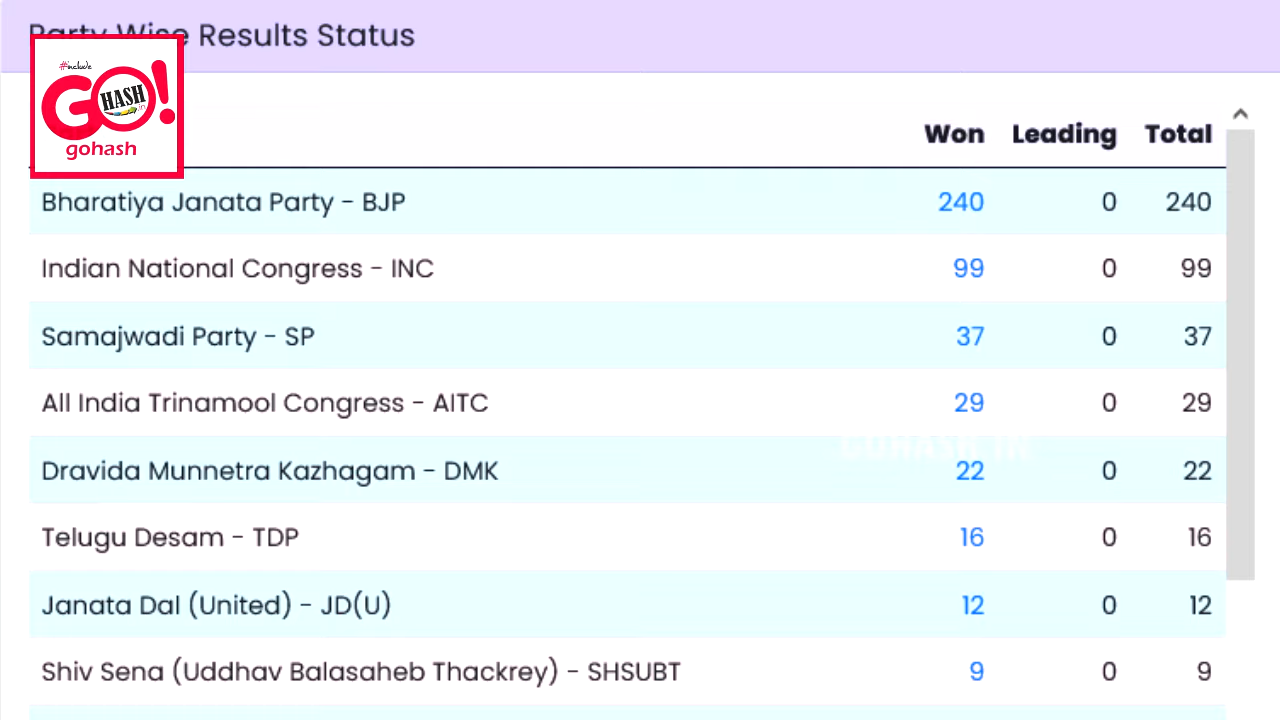 Party Wise Results Status
#include
GO!
HASH
.in
gohash
Won Leading Total
Bharatiya Janata Party - BJP 240 0 240
Indian National Congress - INC 99 0 99
Samajwadi Party - SP 37 0 37
All India Trinamool Congress - AITC 29 0 29
GOHASH.IN
Dravida Munnetra Kazhagam - DMK 22 0 22
Telugu Desam - TDP 16 0 16
Janata Dal (United) - JD(U) 12 0 12
Shiv Sena (Uddhav Balasaheb Thackrey) - SHSUBT 9 0 9